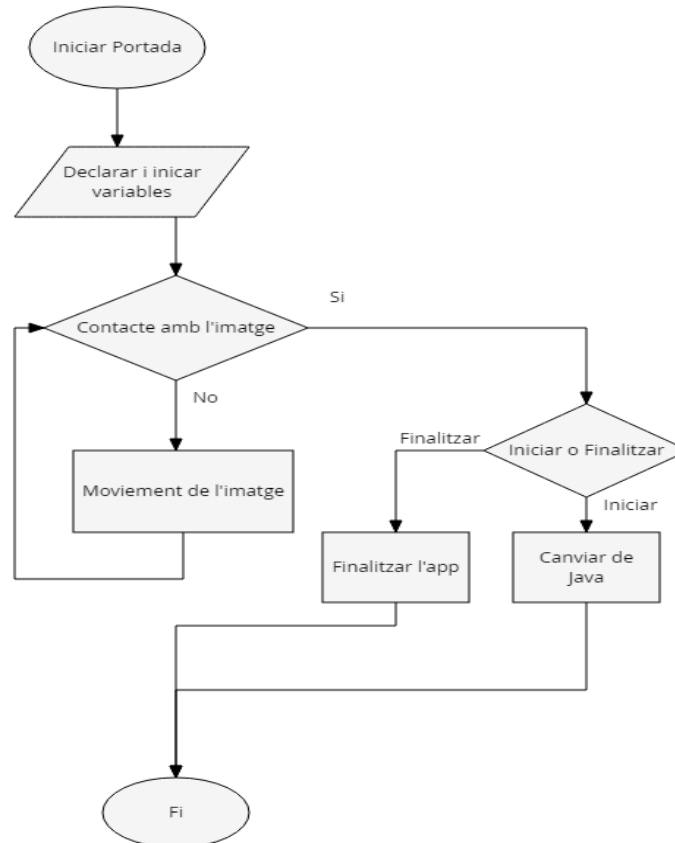 Iniciar Portada
Declarar i inicar
variables
Contacte amb l'imatge
Si
No
Moviement de l'imatge
Iniciar o Finalitzar
Finalitzar
Iniciar
Finalitzar l'app
Canviar de
Java
Fi